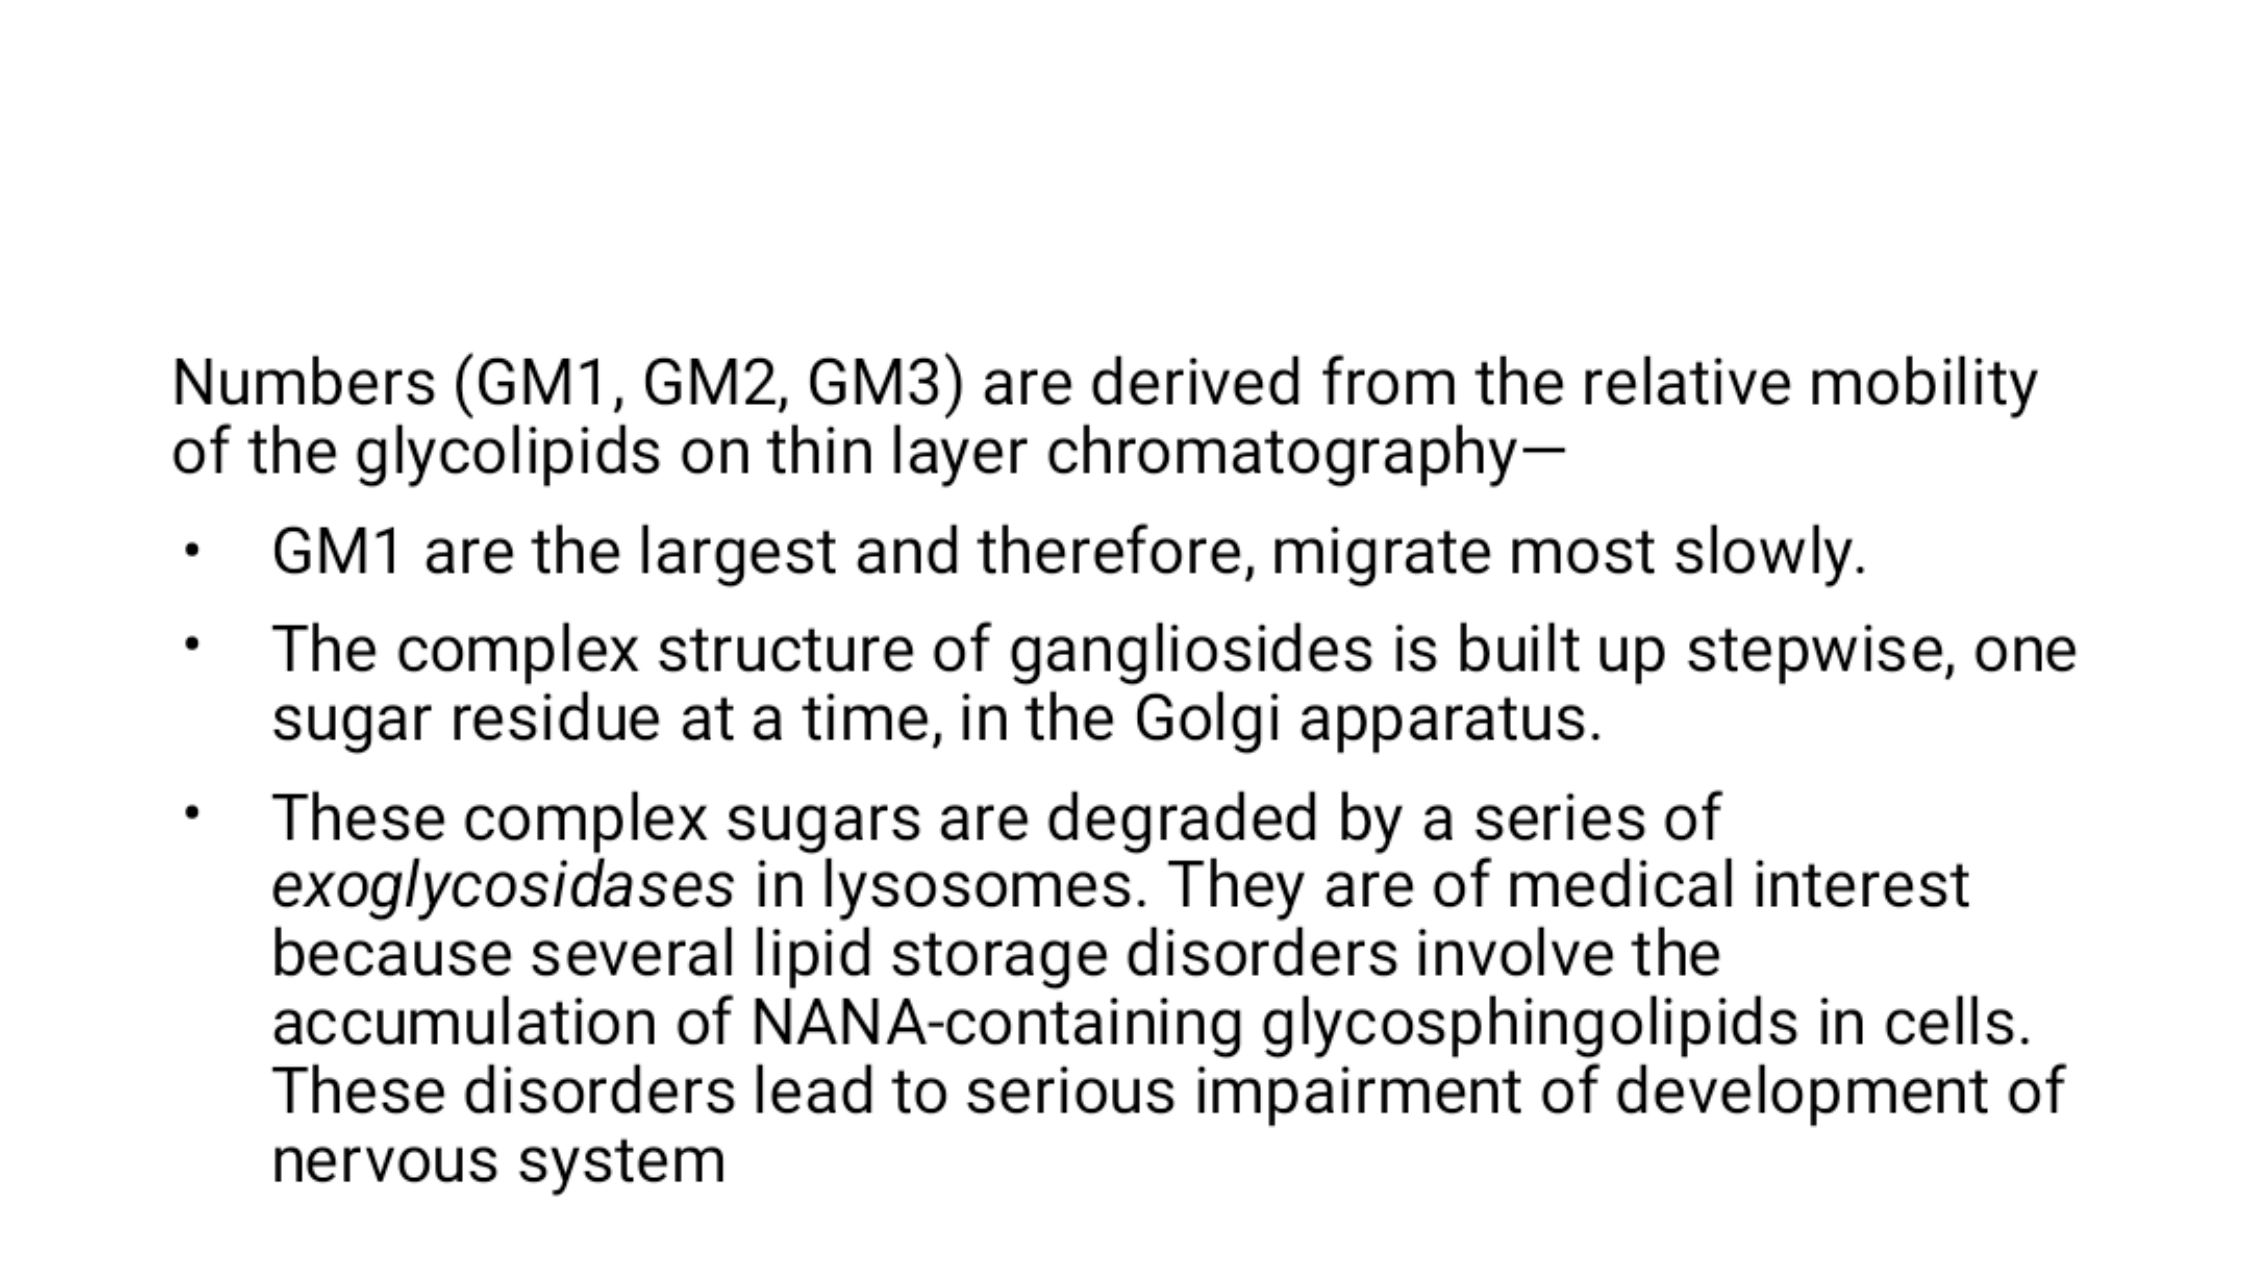 Numbers (GM1, GM2, GM3) are derived from the relative mobility
of the glycolipids on thin layer chromatography—
• GM1 are the largest and therefore, migrate most slowly.
• The complex structure of gangliosides is built up stepwise, one
sugar residue at a time, in the Golgi apparatus.
• These complex sugars are degraded by a series of
exoglycosidases in lysosomes. They are of medical interest
because several lipid storage disorders involve the
accumulation of NANA-containing glycosphingolipids in cells.
These disorders lead to serious impairment of development of
nervous system